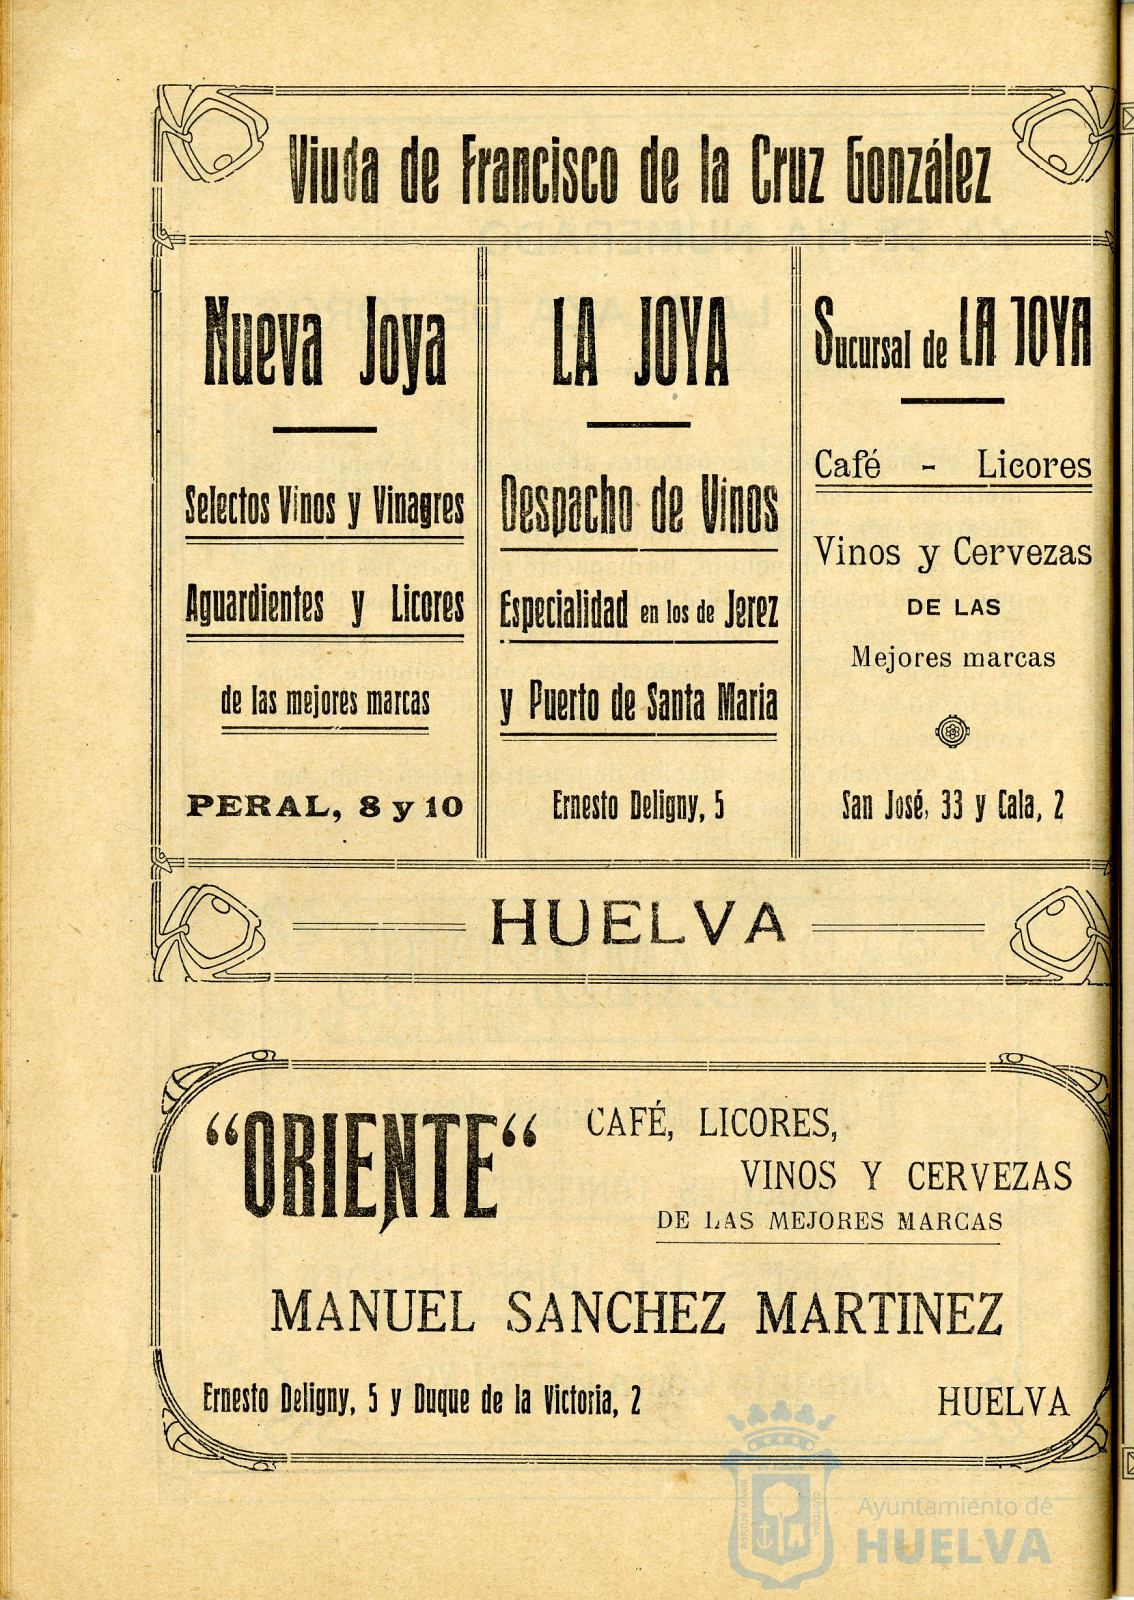 Viuda de Francisco de la Cruz González
Nueva Joya
Selectos Vinos y Vinagres
Aguardientes y Licores
de las mejores marcas
PERAL, 8 y 10
LA JOYA
Despacho de Vinos
Especialidad en los de Jerez
y Puerto de Santa Maria
Ernesto Deligny, 5
Sucursal de LA JOYA
Café - Licores
Vinos y Cervezas
DE LAS
Mejores marcas
San José, 33 y Cala, 2
HUELVA
“ORIENTE“
CAFÉ, LICORES,
VINOS Y CERVEZAS
DE LAS MEJORES MARCAS
MANUEL SANCHEZ MARTINEZ
Ernesto Deligny, 5 y Duque de la Victoria, 2
HUELVA
Ayuntamiento de
HUELVA